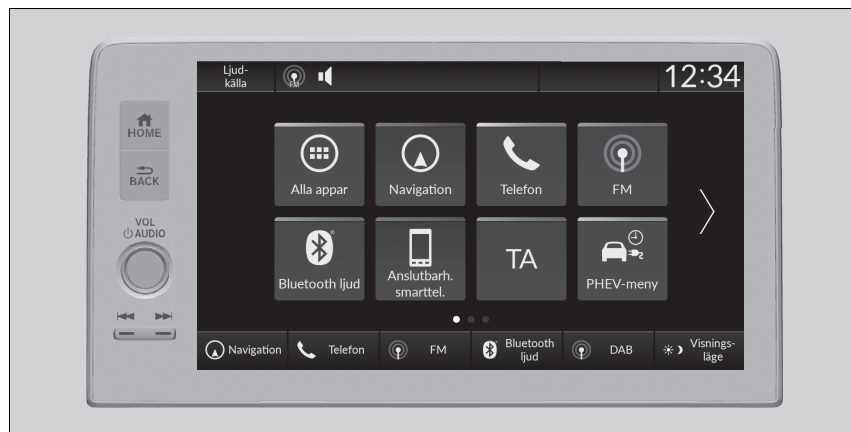 Ljud-
källa
FM
12:34
HOME
BACK
VOL
AUDIO
Alla appar
Navigation
Telefon
FM
Bluetooth ljud
Anslutbarh.
smarttel.
TA
PHEV-meny
Navigation
Telefon
FM
Bluetooth
ljud
DAB
Visnings-
läge